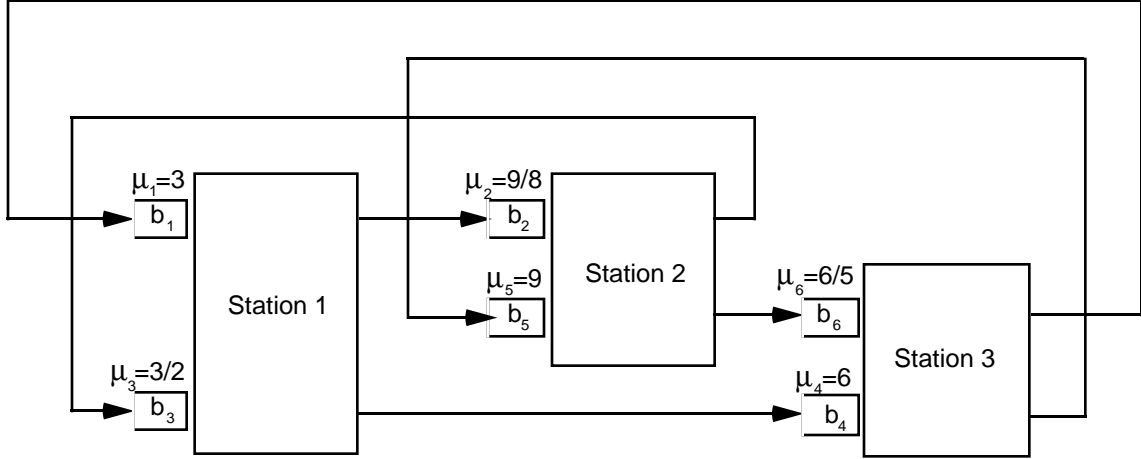 μ₁=3
b₁
μ₂=9/8
b₂
Station 1
μ₅=9
b₅
Station 2
μ₆=6/5
b₆
μ₃=3/2
b₃
Station 3
μ₄=6
b₄